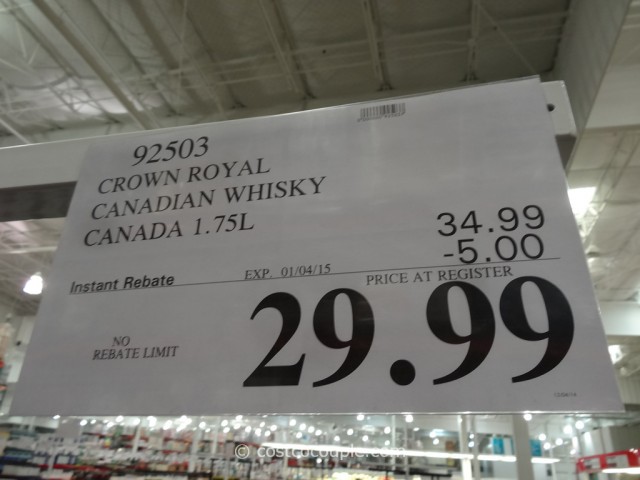 92503
CROWN ROYAL
CANADIAN WHISKY
CANADA 1.75L
34.99
-5.00
Instant Rebate
EXP. 01/04/15
PRICE AT REGISTER
29.99
NO
REBATE LIMIT
© costcocouple.com